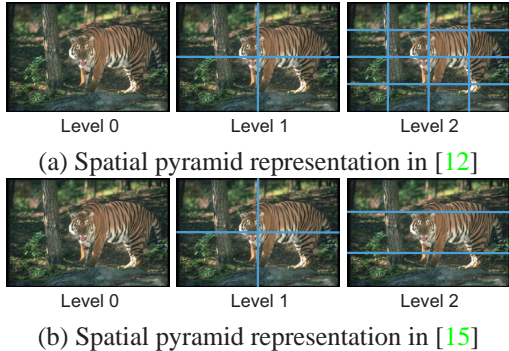 Level 0 Level 1 Level 2
(a) Spatial pyramid representation in [12]
Level 0 Level 1 Level 2
(b) Spatial pyramid representation in [15]